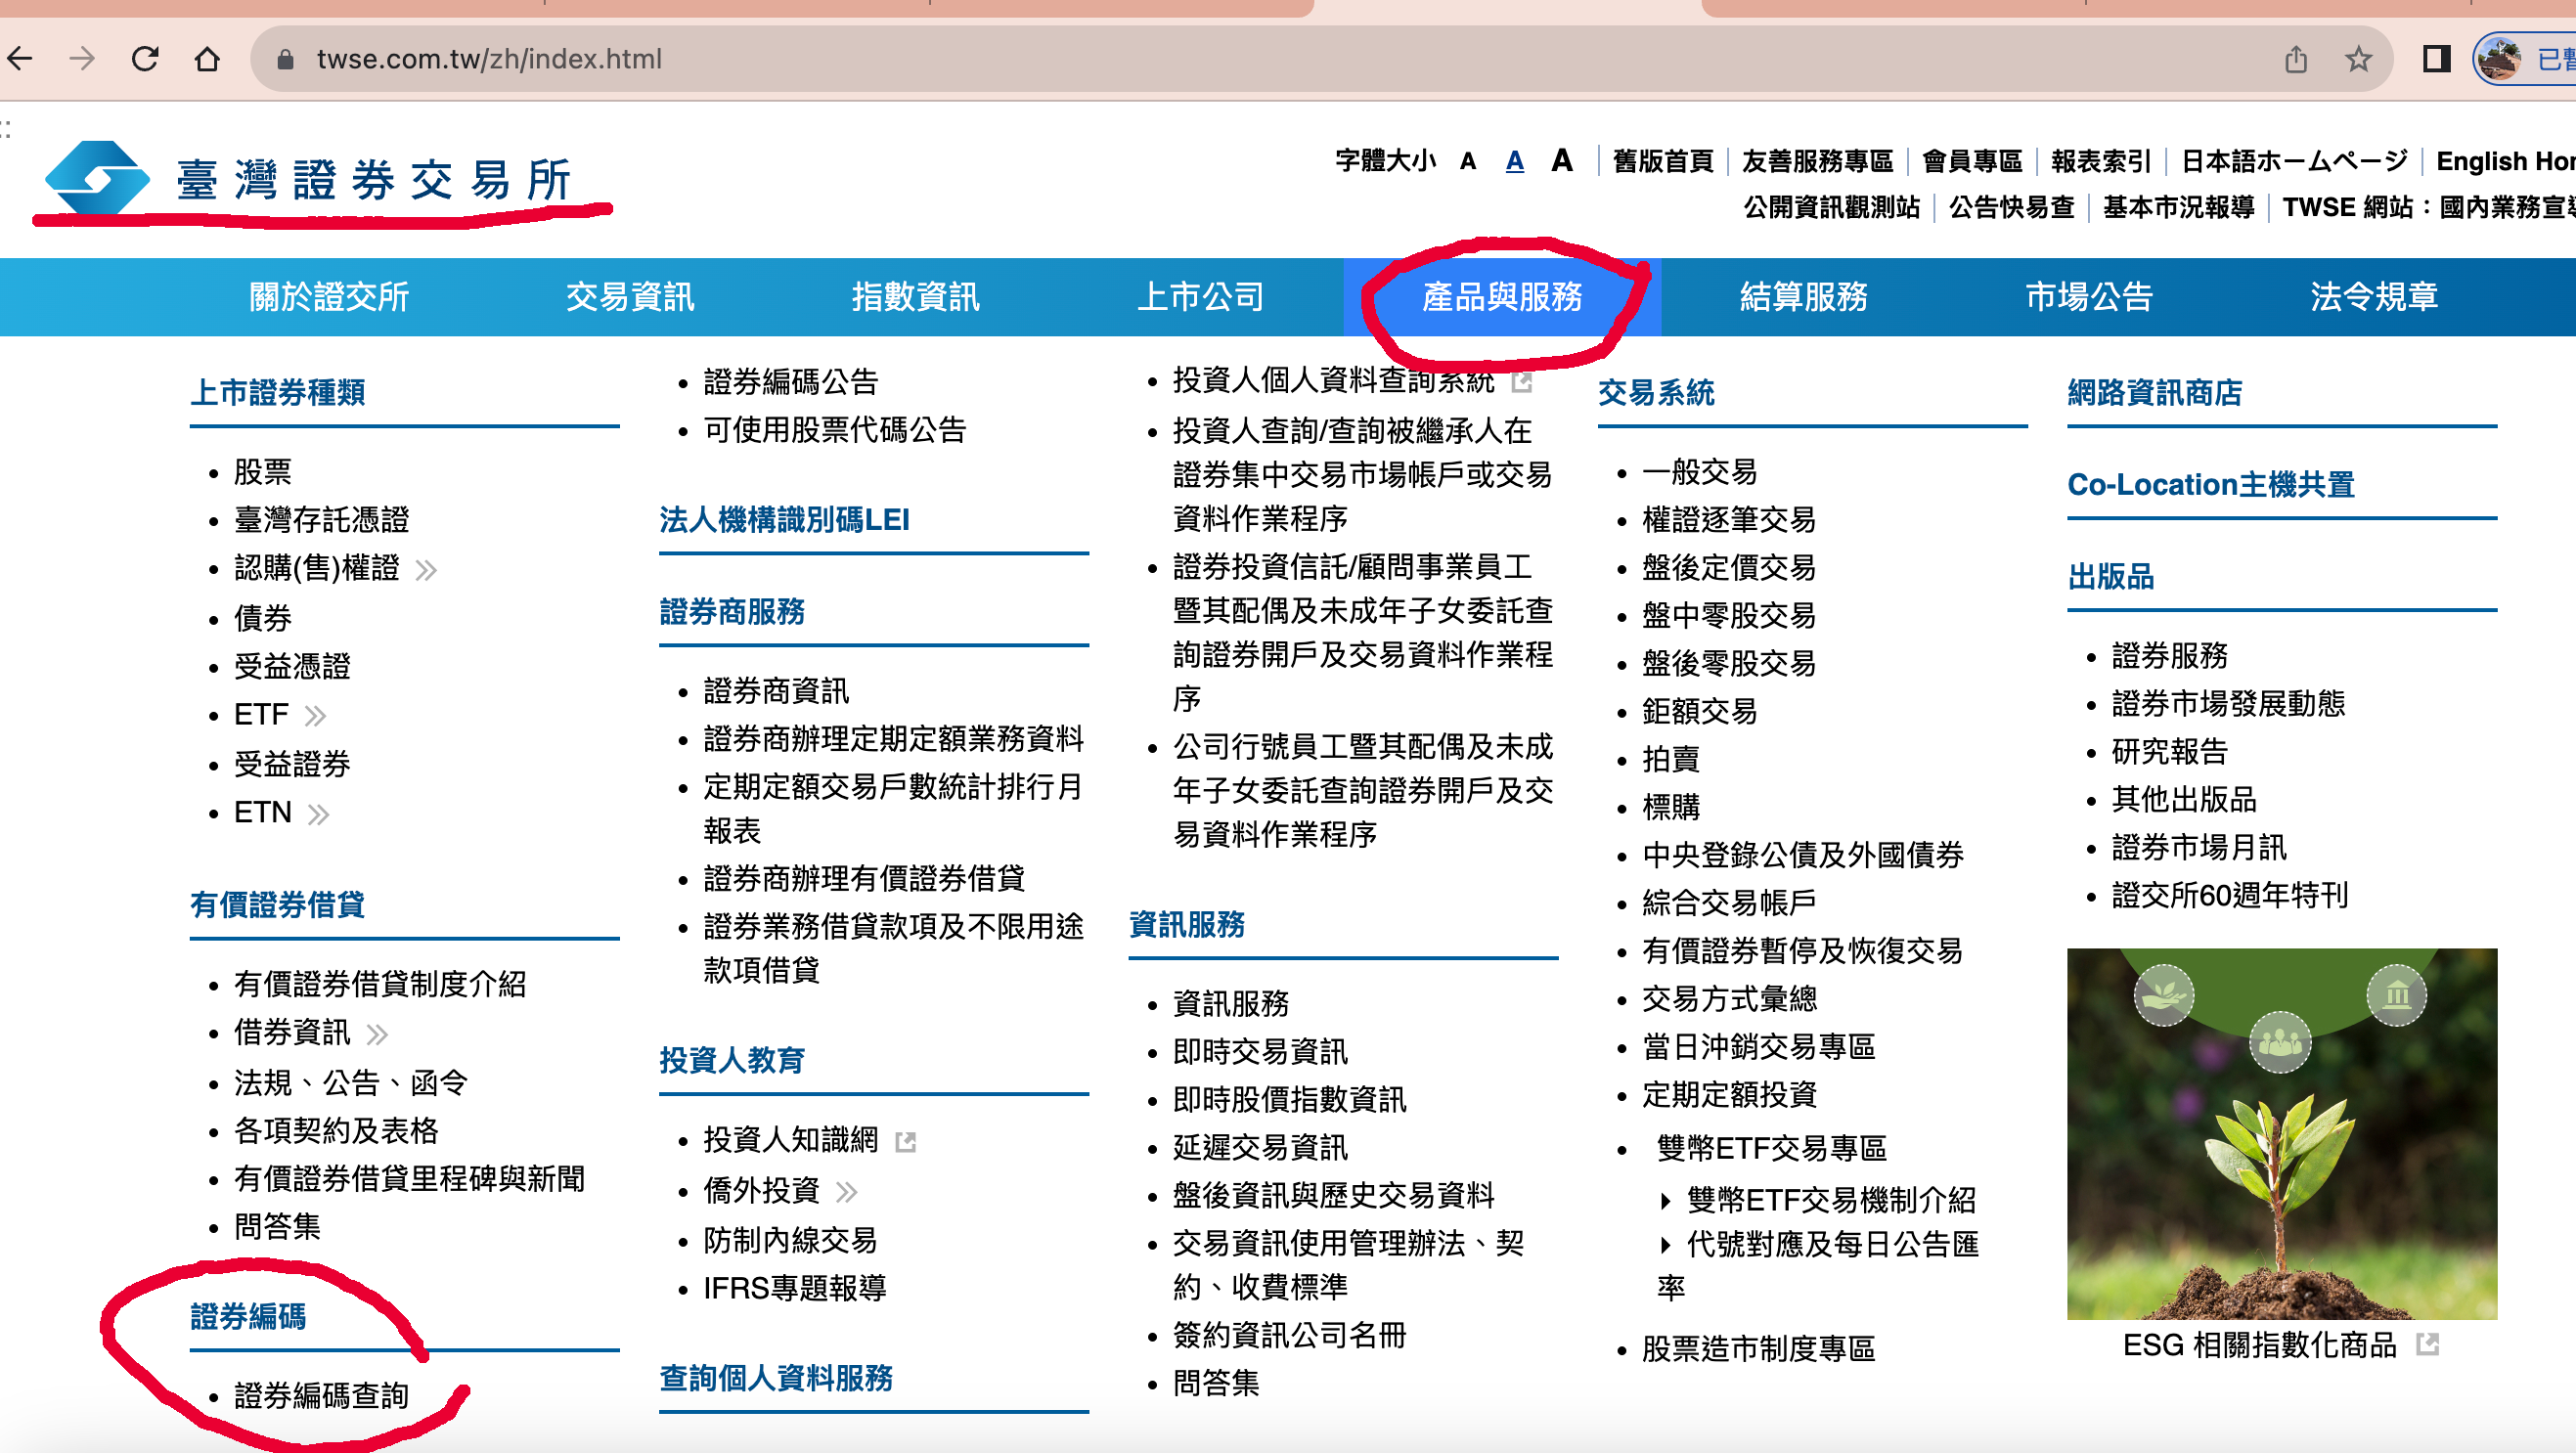 twse.com.tw/zh/index.html
已暫
臺灣證券交易所
字體大小 A A A 舊版首頁 友善服務專區 會員專區 報表索引 日本語ホームページ English Hom
公開資訊觀測站 公告快易查 基本市況報導 TWSE 網站：國內業務宣導
關於證交所 交易資訊 指數資訊 上市公司 產品與服務 結算服務 市場公告 法令規章
上市證券種類
股票
臺灣存託憑證
認購(售)權證
債券
受益憑證
ETF
受益證券
ETN
有價證券借貸
有價證券借貸制度介紹
借券資訊
法規、公告、函令
各項契約及表格
有價證券借貸里程碑與新聞
問答集
證券編碼
證券編碼查詢
證券編碼公告
可使用股票代碼公告
法人機構識別碼LEI
證券商服務
證券商資訊
證券商辦理定期定額業務資料
定期定額交易戶數統計排行月
報表
證券商辦理有價證券借貸
證券業務借貸款項及不限用途
款項借貸
投資人教育
投資人知識網
僑外投資
防制內線交易
IFRS專題報導
查詢個人資料服務
投資人個人資料查詢系統
投資人查詢/查詢被繼承人在
證券集中交易市場帳戶或交易
資料作業程序
證券投資信託/顧問事業員工
暨其配偶及未成年子女委託查
詢證券開戶及交易資料作業程
序
公司行號員工暨其配偶及未成
年子女委託查詢證券開戶及交
易資料作業程序
資訊服務
資訊服務
即時交易資訊
即時股價指數資訊
延遲交易資訊
盤後資訊與歷史交易資料
交易資訊使用管理辦法、契
約、收費標準
簽約資訊公司名冊
問答集
交易系統
一般交易
權證逐筆交易
盤後定價交易
盤中零股交易
盤後零股交易
鉅額交易
拍賣
標購
中央登錄公債及外國債券
綜合交易帳戶
有價證券暫停及恢復交易
交易方式彙總
當日沖銷交易專區
定期定額投資
雙幣ETF交易專區
雙幣ETF交易機制介紹
代號對應及每日公告匯
率
股票造市制度專區
網路資訊商店
Co-Location主機共置
出版品
證券服務
證券市場發展動態
研究報告
其他出版品
證券市場月訊
證交所60週年特刊
ESG 相關指數化商品